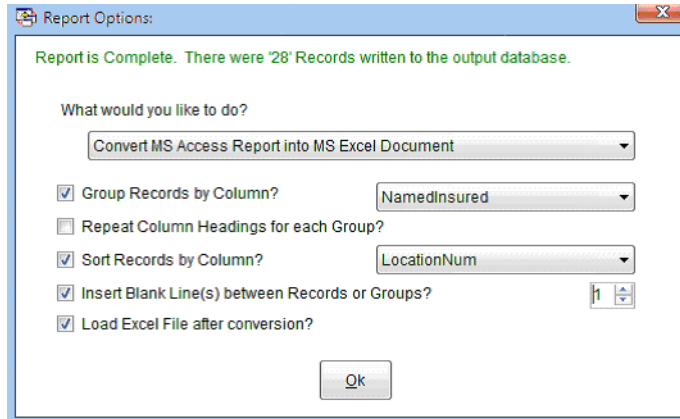 Report Options:
Report is Complete. There were '28' Records written to the output database.
What would you like to do?
Convert MS Access Report into MS Excel Document
Group Records by Column? NamedInsured
Repeat Column Headings for each Group?
Sort Records by Column? LocationNum
Insert Blank Line(s) between Records or Groups? 1
Load Excel File after conversion?
Ok